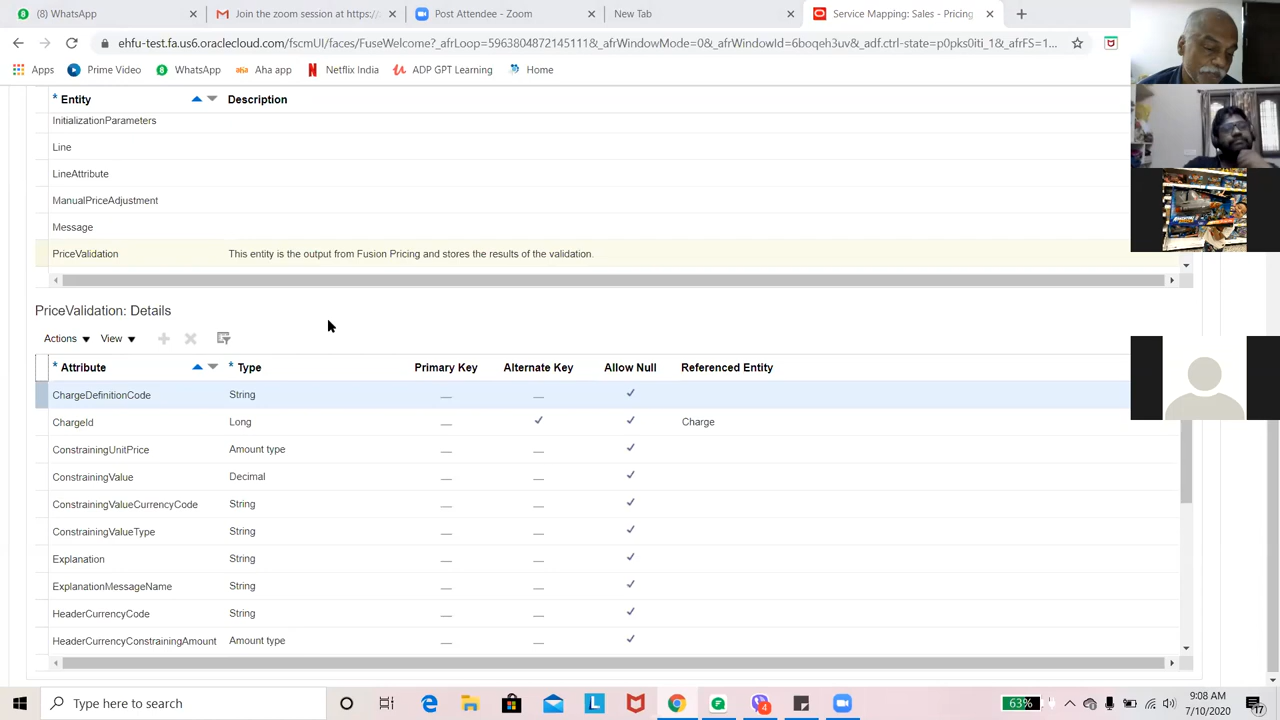 8 WhatsApp × Join the zoom session at https:// × Post Attendee - Zoom × New Tab × Service Mapping: Sales - Pricing × +
ehfu-test.fa.us6.oraclecloud.com/fscmUI/faces/FuseWelcome?_afrLoop=59638048721451111&_afrWindowMode=0&_afrWindowId=6boqeh3uv&_adf.ctrl-state=p0pks0iti_1&_afrFS=1...
Apps Prime Video 8 WhatsApp aha Aha app N Netflix India ADP GPT Learning Home
* Entity Description
InitializationParameters
Line
LineAttribute
ManualPriceAdjustment
Message
PriceValidation This entity is the output from Fusion Pricing and stores the results of the validation.
PriceValidation: Details
Actions View
* Attribute * Type Primary Key Alternate Key Allow Null Referenced Entity
ChargeDefinitionCode String
ChargeId Long Charge
ConstrainingUnitPrice Amount type
ConstrainingValue Decimal
ConstrainingValueCurrencyCode String
ConstrainingValueType String
Explanation String
ExplanationMessageName String
HeaderCurrencyCode String
HeaderCurrencyConstrainingAmount Amount type
Type here to search L 4 63% 9:08 AM
7/10/2020 17